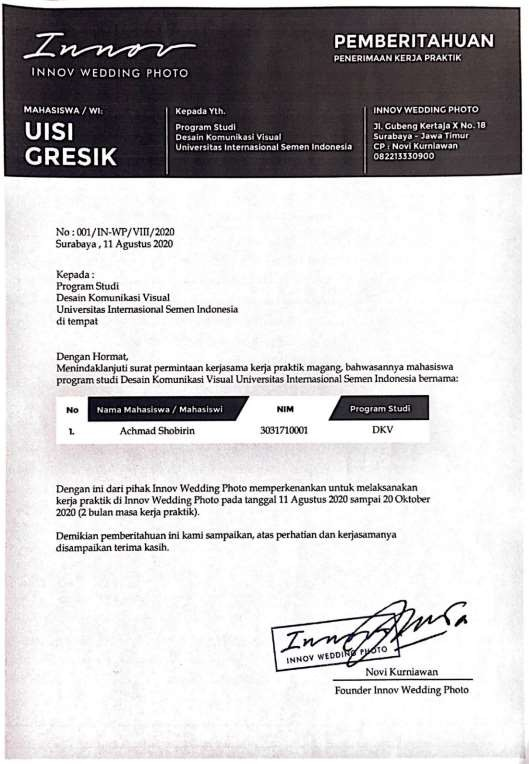 Innov
INNOV WEDDING PHOTO
PEMBERITAHUAN
PENERIMAAN KERJA PRAKTIK
MAHASISWA / WI:
UISI
GRESIK
Kepada Yth.
Program Studi
Desain Komunikasi Visual
Universitas Internasional Semen Indonesia
INNOV WEDDING PHOTO
Jl. Gubeng Kertaja X No. 18
Surabaya - Jawa Timur
CP : Novi Kurniawan
082213330900
No : 001/IN-WP/VIII/2020
Surabaya , 11 Agustus 2020
Kepada :
Program Studi
Desain Komunikasi Visual
Universitas Internasional Semen Indonesia
di tempat
Dengan Hormat,
Menindaklanjuti surat permintaan kerjasama kerja praktik magang, bahwasannya mahasiswa
program studi Desain Komunikasi Visual Universitas Internasional Semen Indonesia bernama:
No Nama Mahasiswa / Mahasiswi NIM Program Studi
1. Achmad Shobirin 3031710001 DKV
Dengan ini dari pihak Innov Wedding Photo memperkenankan untuk melaksanakan
kerja praktik di Innov Wedding Photo pada tanggal 11 Agustus 2020 sampai 20 Oktober
2020 (2 bulan masa kerja praktik).
Demikian pemberitahuan ini kami sampaikan, atas perhatian dan kerjasamanya
disampaikan terima kasih.
Innov
INNOV WEDDING PHOTO
Novi Kurniawan
Founder Innov Wedding Photo